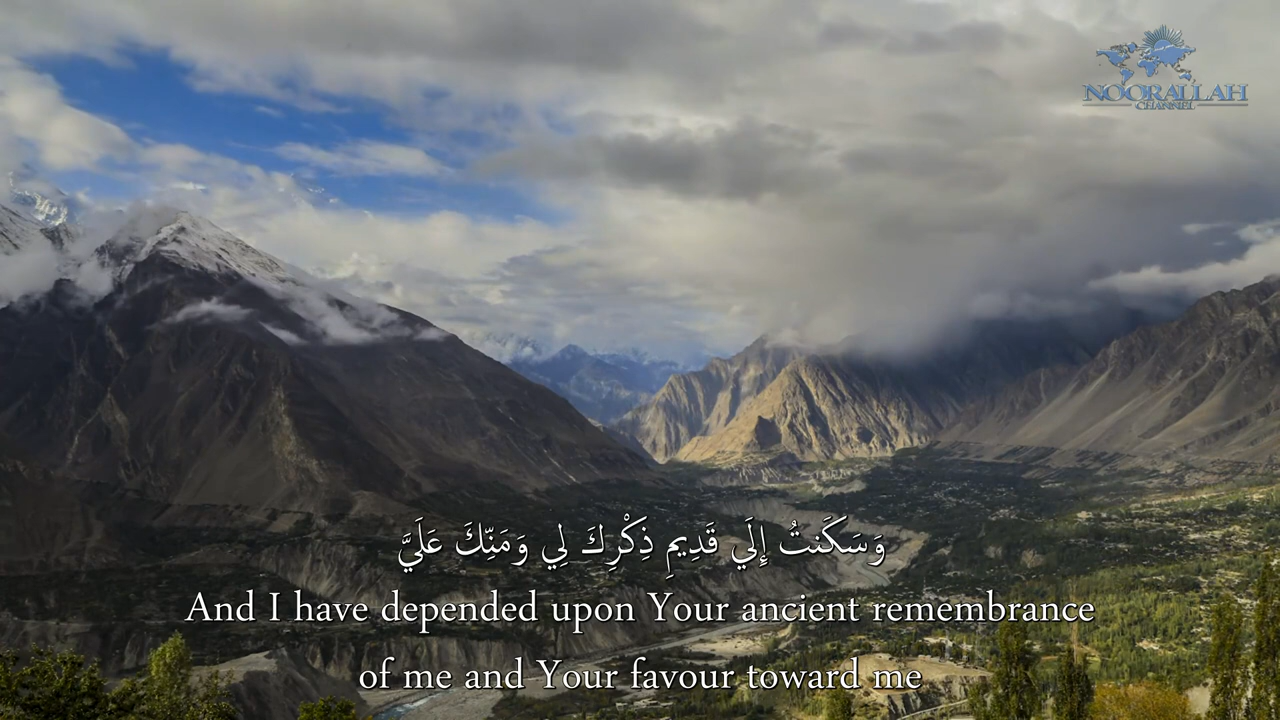 NOORALLAH
CHANNEL
وَسَكَنتُ إِلَي قَدِيمِ ذِكْرِكَ لِي وَمَنِّكَ عَلَيَّ
And I have depended upon Your ancient remembrance
of me and Your favour toward me